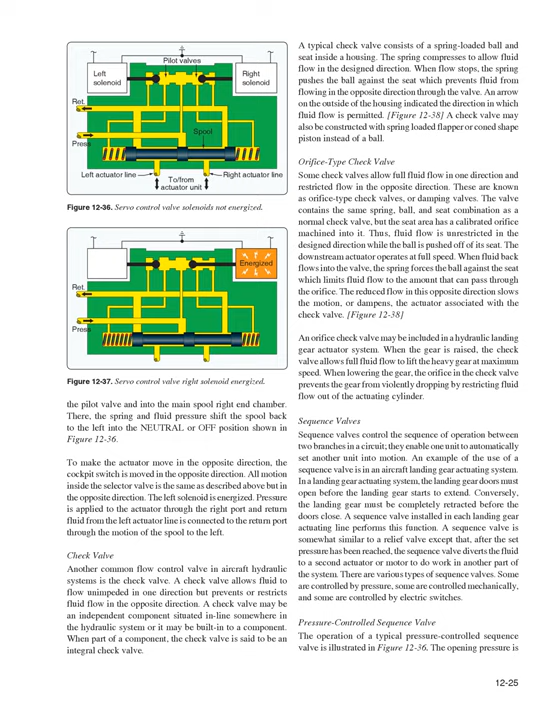 Pilot valves
Left
solenoid
Right
solenoid
Ret.
Spool
Press
Left actuator line
To/from
actuator unit
Right actuator line
Figure 12-36. Servo control valve solenoids not energized.
Energized
Ret.
Press
Figure 12-37. Servo control valve right solenoid energized.
the pilot valve and into the main spool right end chamber.
There, the spring and fluid pressure shift the spool back
to the left into the NEUTRAL or OFF position shown in
Figure 12-36.
To make the actuator move in the opposite direction, the
cockpit switch is moved in the opposite direction. All motion
inside the selector valve is the same as described above but in
the opposite direction. The left solenoid is energized. Pressure
is applied to the actuator through the right port and return
fluid from the left actuator line is connected to the return port
through the motion of the spool to the left.
Check Valve
Another common flow control valve in aircraft hydraulic
systems is the check valve. A check valve allows fluid to
flow unimpeded in one direction but prevents or restricts
fluid flow in the opposite direction. A check valve may be
an independent component situated in-line somewhere in
the hydraulic system or it may be built-in to a component.
When part of a component, the check valve is said to be an
integral check valve.
A typical check valve consists of a spring-loaded ball and
seat inside a housing. The spring compresses to allow fluid
flow in the designed direction. When flow stops, the spring
pushes the ball against the seat which prevents fluid from
flowing in the opposite direction through the valve. An arrow
on the outside of the housing indicated the direction in which
fluid flow is permitted. [Figure 12-38] A check valve may
also be constructed with spring loaded flapper or coned shape
piston instead of a ball.
Orifice-Type Check Valve
Some check valves allow full fluid flow in one direction and
restricted flow in the opposite direction. These are known
as orifice-type check valves, or damping valves. The valve
contains the same spring, ball, and seat combination as a
normal check valve, but the seat area has a calibrated orifice
machined into it. Thus, fluid flow is unrestricted in the
designed direction while the ball is pushed off of its seat. The
downstream actuator operates at full speed. When fluid back
flows into the valve, the spring forces the ball against the seat
which limits fluid flow to the amount that can pass through
the orifice. The reduced flow in this opposite direction slows
the motion, or dampens, the actuator associated with the
check valve. [Figure 12-38]
An orifice check valve may be included in a hydraulic landing
gear actuator system. When the gear is raised, the check
valve allows full fluid flow to lift the heavy gear at maximum
speed. When lowering the gear, the orifice in the check valve
prevents the gear from violently dropping by restricting fluid
flow out of the actuating cylinder.
Sequence Valves
Sequence valves control the sequence of operation between
two branches in a circuit; they enable one unit to automatically
set another unit into motion. An example of the use of a
sequence valve is in an aircraft landing gear actuating system.
In a landing gear actuating system, the landing gear doors must
open before the landing gear starts to extend. Conversely,
the landing gear must be completely retracted before the
doors close. A sequence valve installed in each landing gear
actuating line performs this function. A sequence valve is
somewhat similar to a relief valve except that, after the set
pressure has been reached, the sequence valve diverts the fluid
to a second actuator or motor to do work in another part of
the system. There are various types of sequence valves. Some
are controlled by pressure, some are controlled mechanically,
and some are controlled by electric switches.
Pressure-Controlled Sequence Valve
The operation of a typical pressure-controlled sequence
valve is illustrated in Figure 12-36. The opening pressure is
12-25